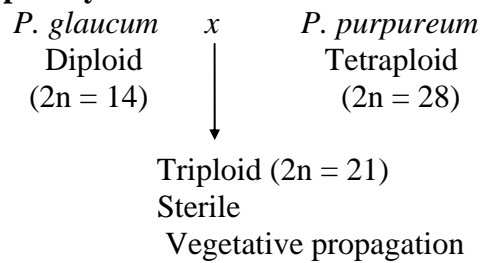 P. glaucum x P. purpureum
Diploid Tetraploid
(2n = 14) (2n = 28)
Triploid (2n = 21)
Sterile
Vegetative propagation